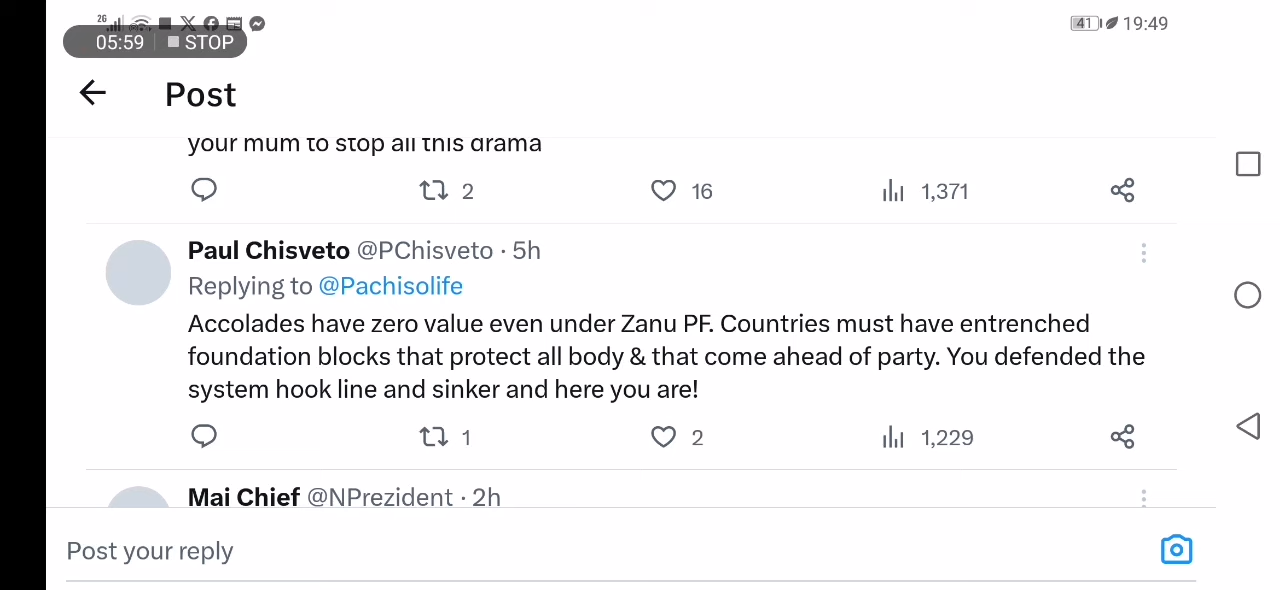 2G
05:59 STOP
41 19:49
Post
your mum to stop all this drama
2 16 1,371
Paul Chisveto @PChisveto · 5h
Replying to @Pachisolife
Accolades have zero value even under Zanu PF. Countries must have entrenched
foundation blocks that protect all body & that come ahead of party. You defended the
system hook line and sinker and here you are!
1 2 1,229
Mai Chief @NPrezident · 2h
Post your reply